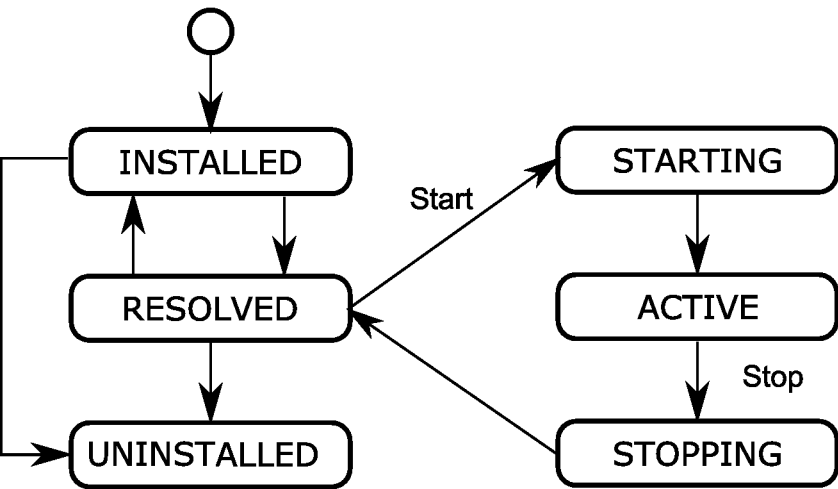 INSTALLED
STARTING
Start
RESOLVED
ACTIVE
Stop
UNINSTALLED
STOPPING